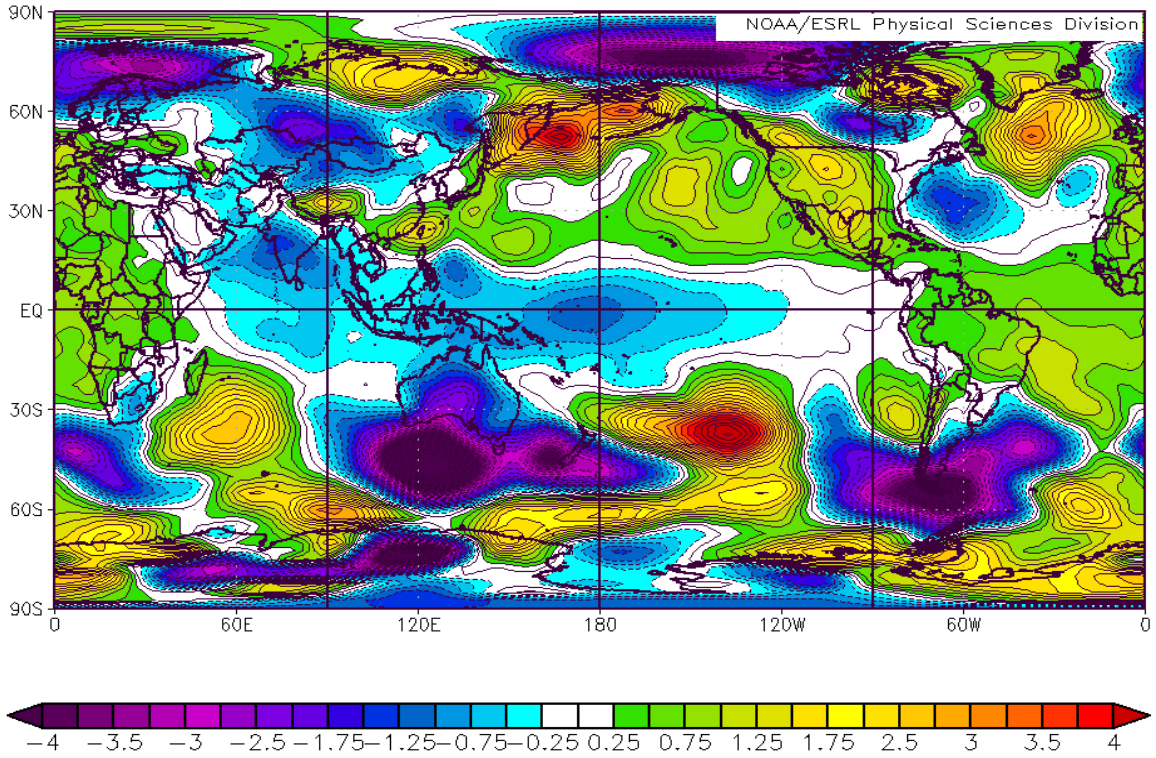 90N
NOAA/ESRL Physical Sciences Division
60N
30N
EQ
30S
60S
90S
0 60E 120E 180 120W 60W 0
−4 −3.5 −3 −2.5 −1.75 −1.25 −0.75 −0.25 0.25 0.75 1.25 1.75 2.5 3 3.5 4